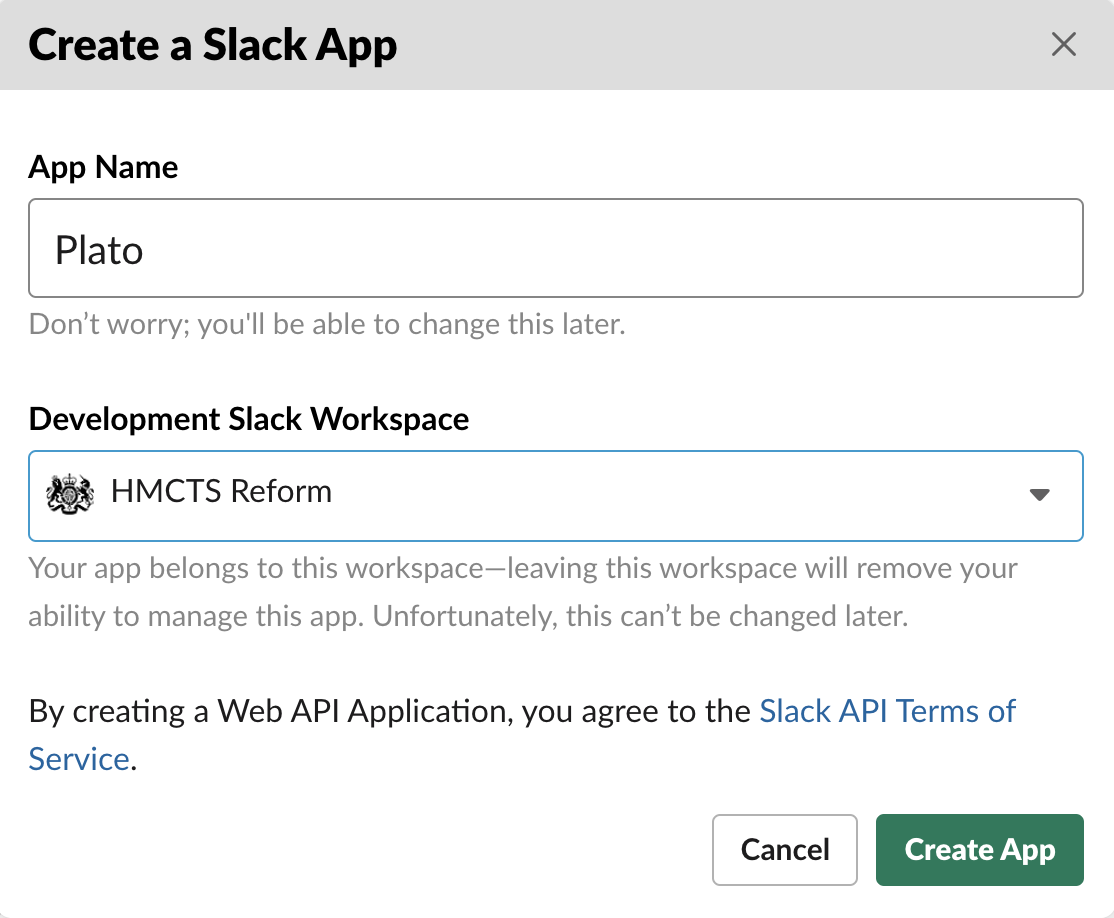 Create a Slack App
App Name
Plato
Don’t worry; you'll be able to change this later.
Development Slack Workspace
HMCTS Reform
Your app belongs to this workspace—leaving this workspace will remove your
ability to manage this app. Unfortunately, this can’t be changed later.
By creating a Web API Application, you agree to the Slack API Terms of
Service.
Cancel
Create App